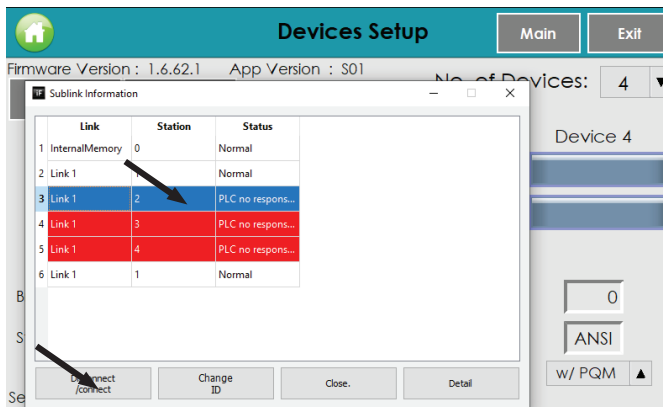 Devices Setup
Main
Exit
Firmware Version : 1.6.62.1 App Version : S01
No. of Devices: 4
Sublink Information
Device 4
Link Station Status
1 InternalMemory 0 Normal
2 Link 1 Normal
3 Link 1 2 PLC no respons...
4 Link 1 3 PLC no respons...
5 Link 1 4 PLC no respons...
6 Link 1 1 Normal
B
0
S
ANSI
Disconnect
/connect
Change
ID
Close.
Detail
w/ PQM
Se